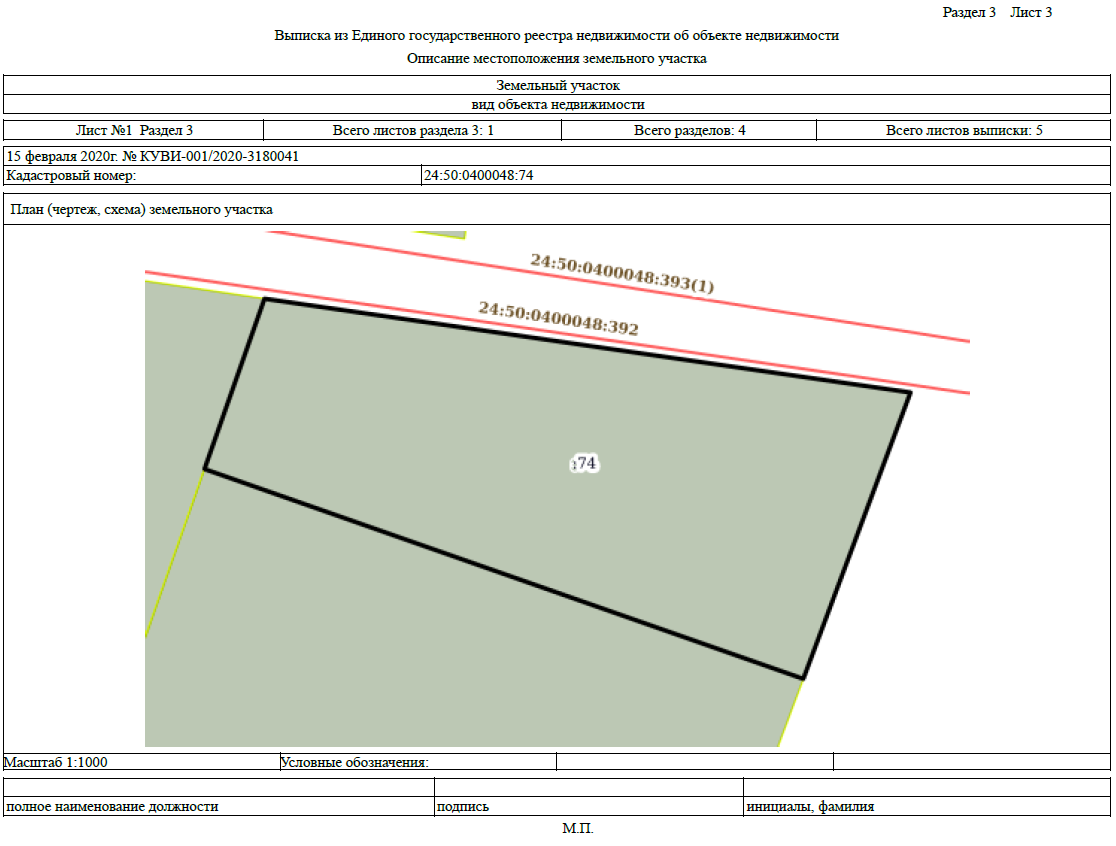 Раздел 3 Лист 3
Выписка из Единого государственного реестра недвижимости об объекте недвижимости
Описание местоположения земельного участка
Земельный участок
вид объекта недвижимости
Лист №1 Раздел 3 Всего листов раздела 3: 1 Всего разделов: 4 Всего листов выписки: 5
15 февраля 2020г. № КУВИ-001/2020-3180041
Кадастровый номер: 24:50:0400048:74
План (чертеж, схема) земельного участка
24:50:0400048:393(1)
24:50:0400048:392
:74
Масштаб 1:1000 Условные обозначения:
полное наименование должности подпись инициалы, фамилия
М.П.